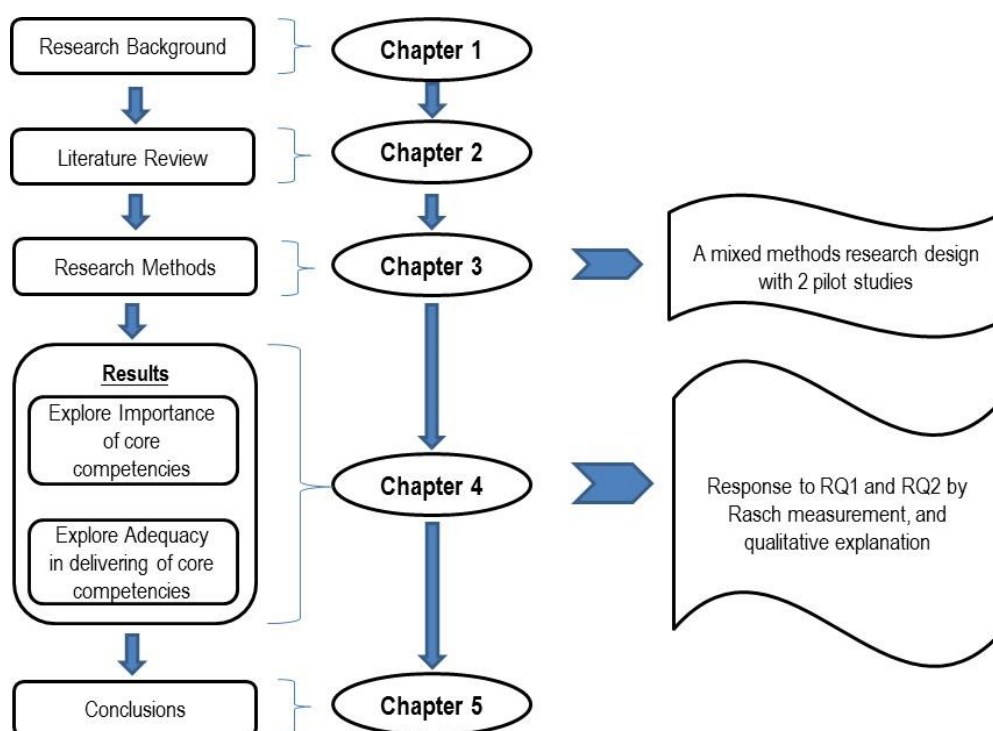 Research Background
Chapter 1
Literature Review
Chapter 2
Research Methods
Chapter 3
A mixed methods research design
with 2 pilot studies
Results
Explore Importance
of core
competencies
Explore Adequacy
in delivering of core
competencies
Chapter 4
Response to RQ1 and RQ2 by
Rasch measurement, and
qualitative explanation
Conclusions
Chapter 5